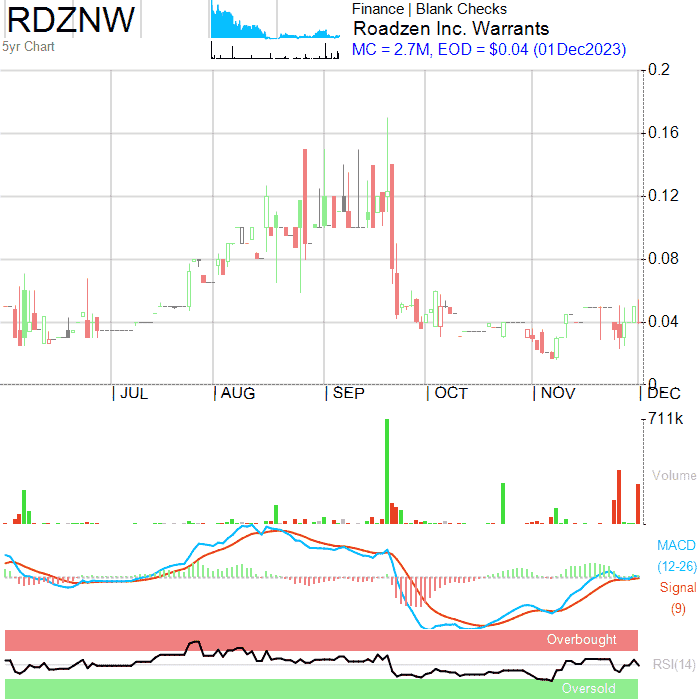 RDZNW
5yr Chart
Finance | Blank Checks
Roadzen Inc. Warrants
MC = 2.7M, EOD = $0.04 (01Dec2023)
0.2
0.16
0.12
0.08
0.04
0
JUL AUG SEP OCT NOV DEC
711k
Volume
MACD
(12-26)
Signal
(9)
Overbought
RSI(14)
Oversold